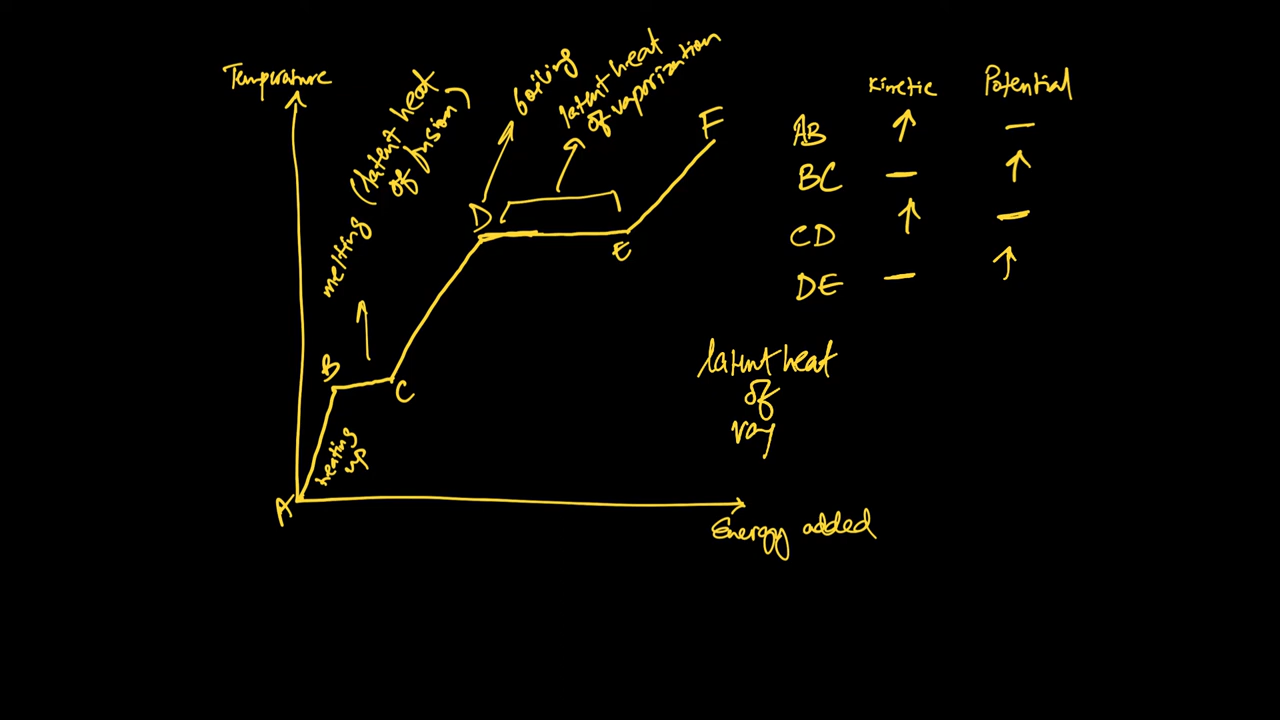 Temperature
melting (latent heat
of fusion)
boiling
latent heat
of vaporization
F
D
E
B
C
heating
up
A
Energy added
Kinetic Potential
AB ↑ —
BC — ↑
CD ↑ —
DE — ↑
latent heat
of